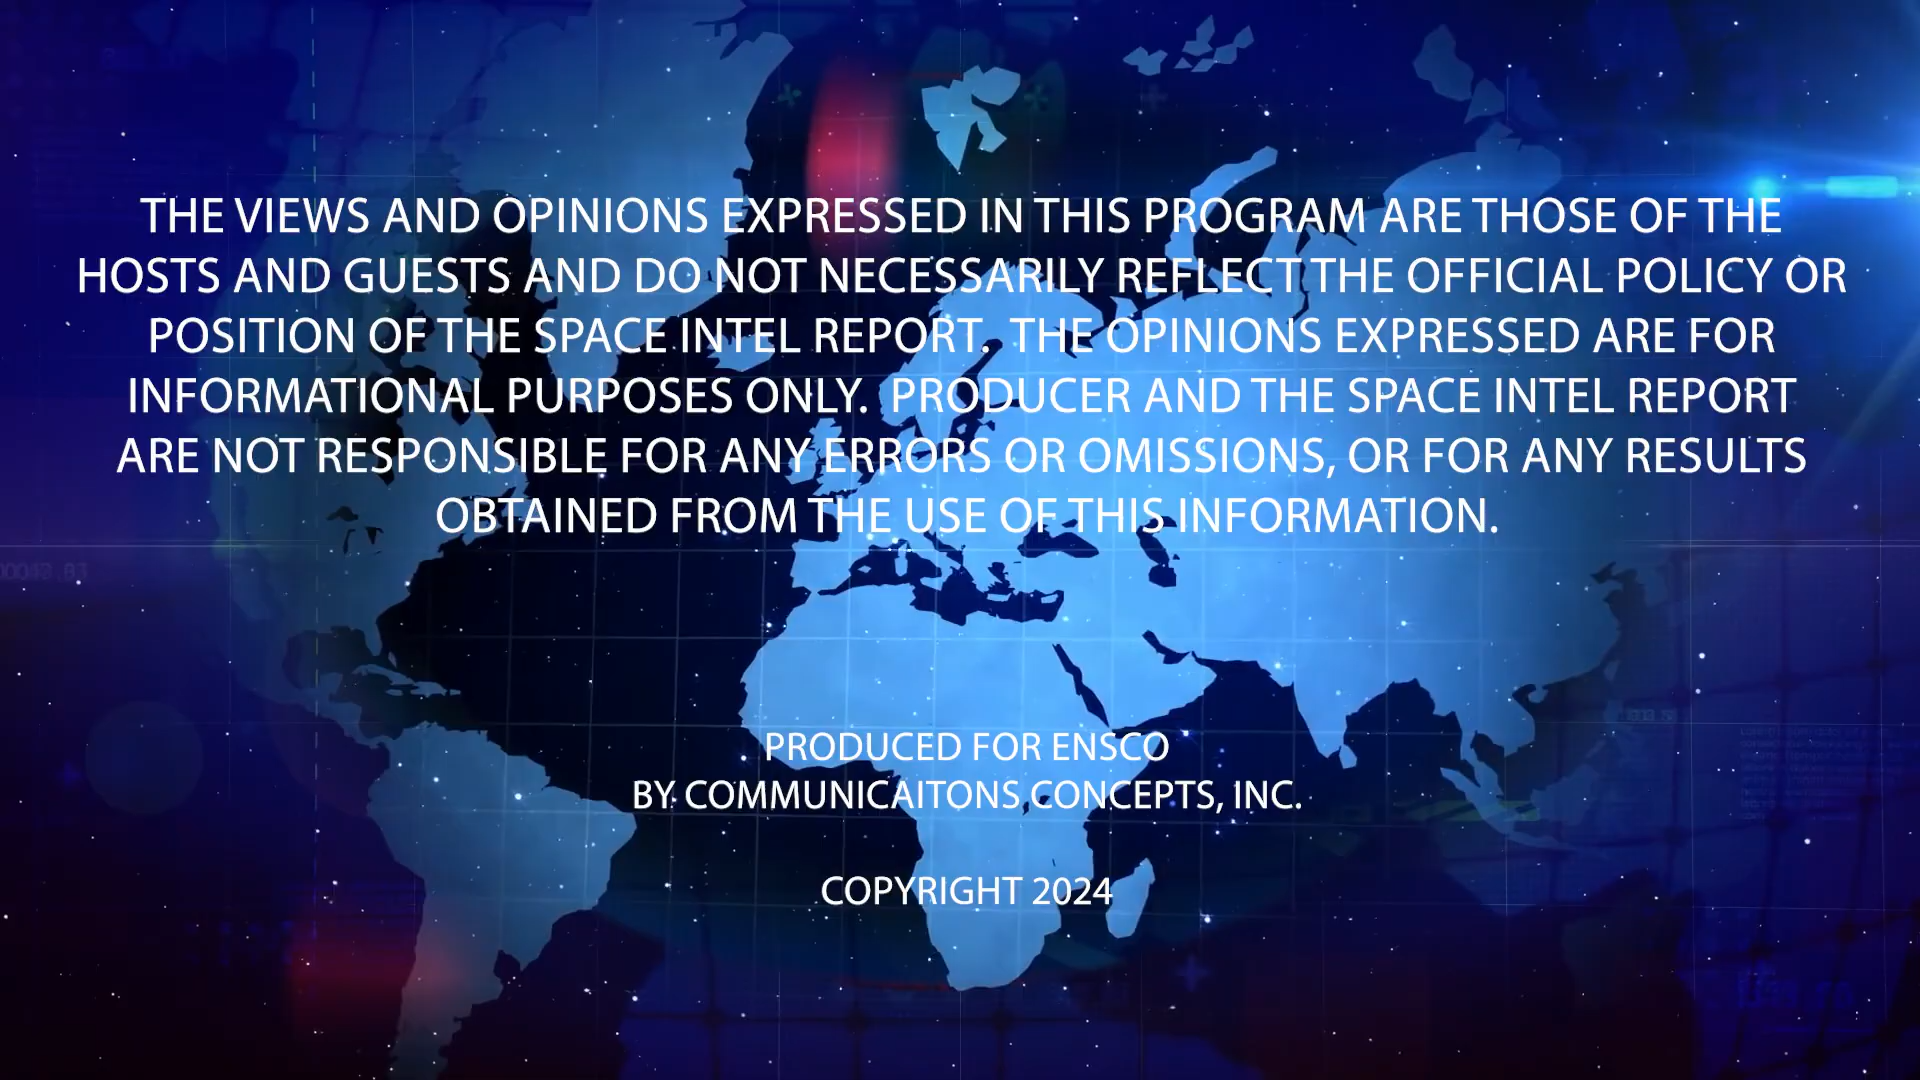 THE VIEWS AND OPINIONS EXPRESSED IN THIS PROGRAM ARE THOSE OF THE
HOSTS AND GUESTS AND DO NOT NECESSARILY REFLECT THE OFFICIAL POLICY OR
POSITION OF THE SPACE INTEL REPORT.  THE OPINIONS EXPRESSED ARE FOR
INFORMATIONAL PURPOSES ONLY.  PRODUCER AND THE SPACE INTEL REPORT
ARE NOT RESPONSIBLE FOR ANY ERRORS OR OMISSIONS, OR FOR ANY RESULTS
OBTAINED FROM THE USE OF THIS INFORMATION.
PRODUCED FOR ENSCO
BY COMMUNICAITONS CONCEPTS, INC.
COPYRIGHT 2024